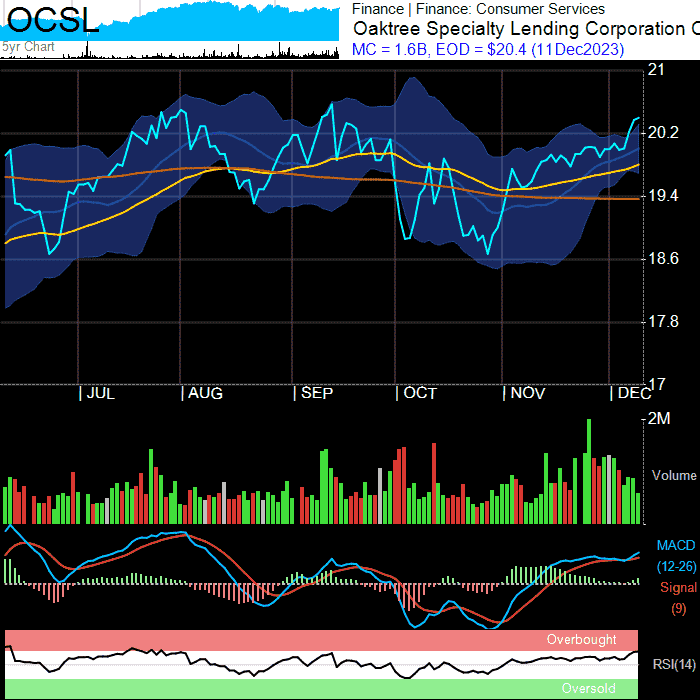 OCSL
5yr Chart
Finance | Finance: Consumer Services
Oaktree Specialty Lending Corporation C
MC = 1.6B, EOD = $20.4 (11Dec2023)
21
20.2
19.4
18.6
17.8
17
JUL AUG SEP OCT NOV DEC
2M
Volume
MACD
(12-26)
Signal
(9)
Overbought
RSI(14)
Oversold